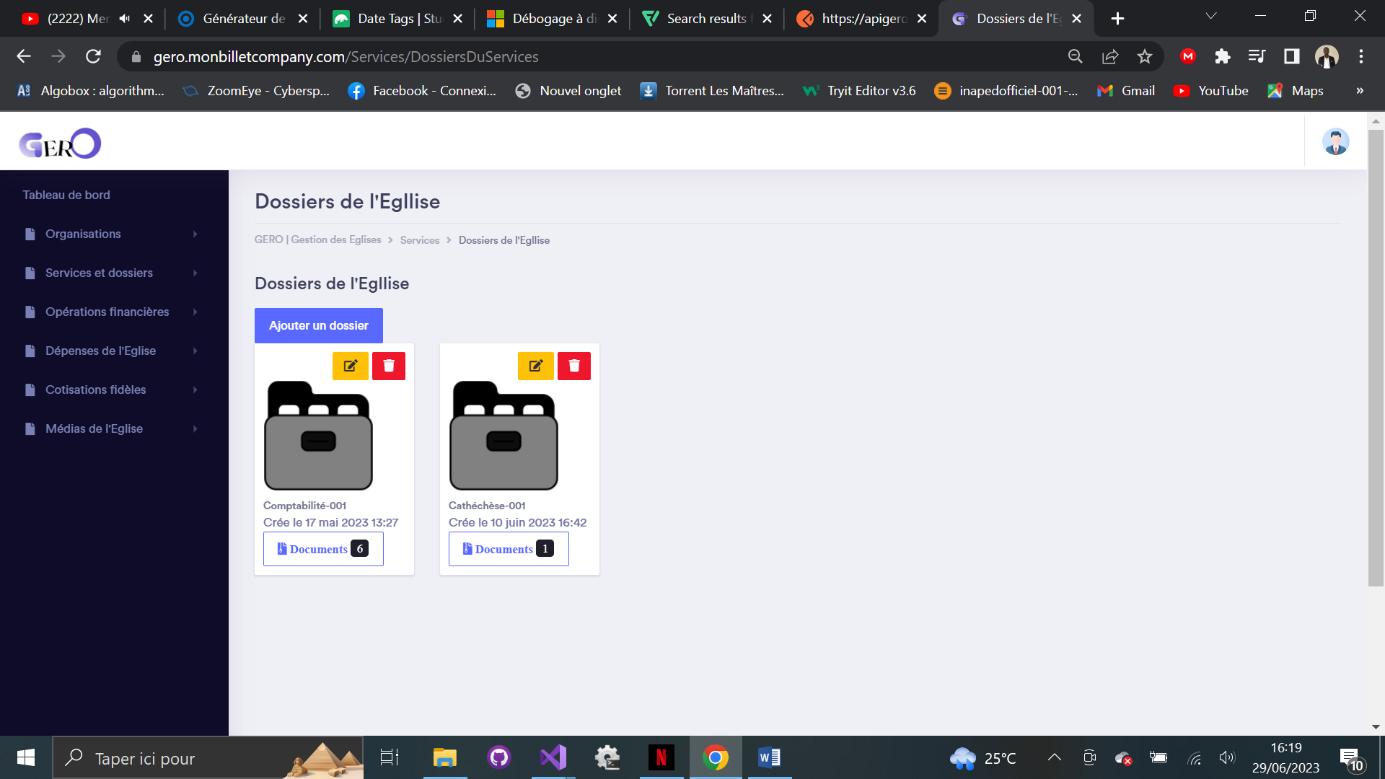 (2222) Mer
Générateur de
Date Tags | Stu
Débogage à di
Search results f
https://apigero
Dossiers de l'Eg
gero.monbilletcompany.com/Services/DossiersDuServices
Algobox : algorithm...
ZoomEye - Cybersp...
Facebook - Connexi...
Nouvel onglet
Torrent Les Maîtres...
Tryit Editor v3.6
inapedofficiel-001-...
Gmail
YouTube
Maps
»
GERO
Tableau de bord
Organisations
Services et dossiers
Opérations financières
Dépenses de l'Eglise
Cotisations fidèles
Médias de l'Eglise
Dossiers de l'Egllise
GERO | Gestion des Eglises > Services > Dossiers de l'Egllise
Dossiers de l'Egllise
Ajouter un dossier
Comptabilité-001
Crée le 17 mai 2023 13:27
Documents 6
Cathéchèse-001
Crée le 10 juin 2023 16:42
Documents 1
Taper ici pour
25°C
16:19
29/06/2023
10